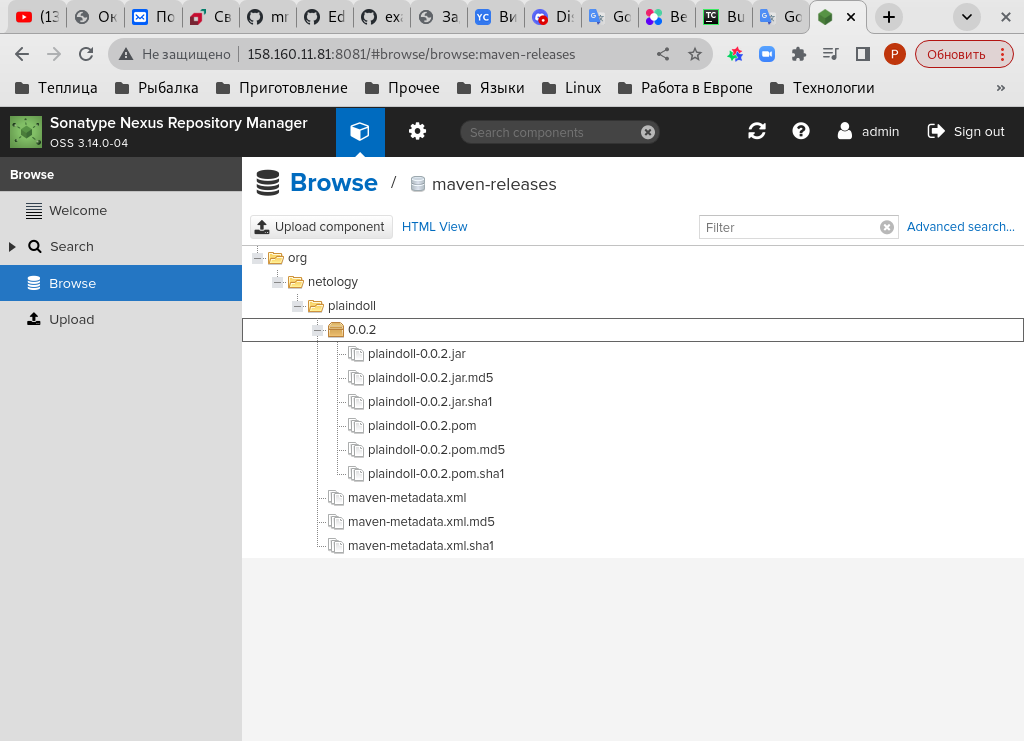 (13 Ок По Св mr Ed exa За YC Ви Dis Go Ве TC Bu Go
Не защищено 158.160.11.81:8081/#browse/browse:maven-releases P Обновить
Теплица Рыбалка Приготовление Прочее Языки Linux Работа в Европе Технологии »
Sonatype Nexus Repository Manager
OSS 3.14.0-04
Search components
admin Sign out
Browse
Welcome
Search
Browse
Upload
Browse / maven-releases
Upload component HTML View Filter Advanced search...
org
netology
plaindoll
0.0.2
plaindoll-0.0.2.jar
plaindoll-0.0.2.jar.md5
plaindoll-0.0.2.jar.sha1
plaindoll-0.0.2.pom
plaindoll-0.0.2.pom.md5
plaindoll-0.0.2.pom.sha1
maven-metadata.xml
maven-metadata.xml.md5
maven-metadata.xml.sha1